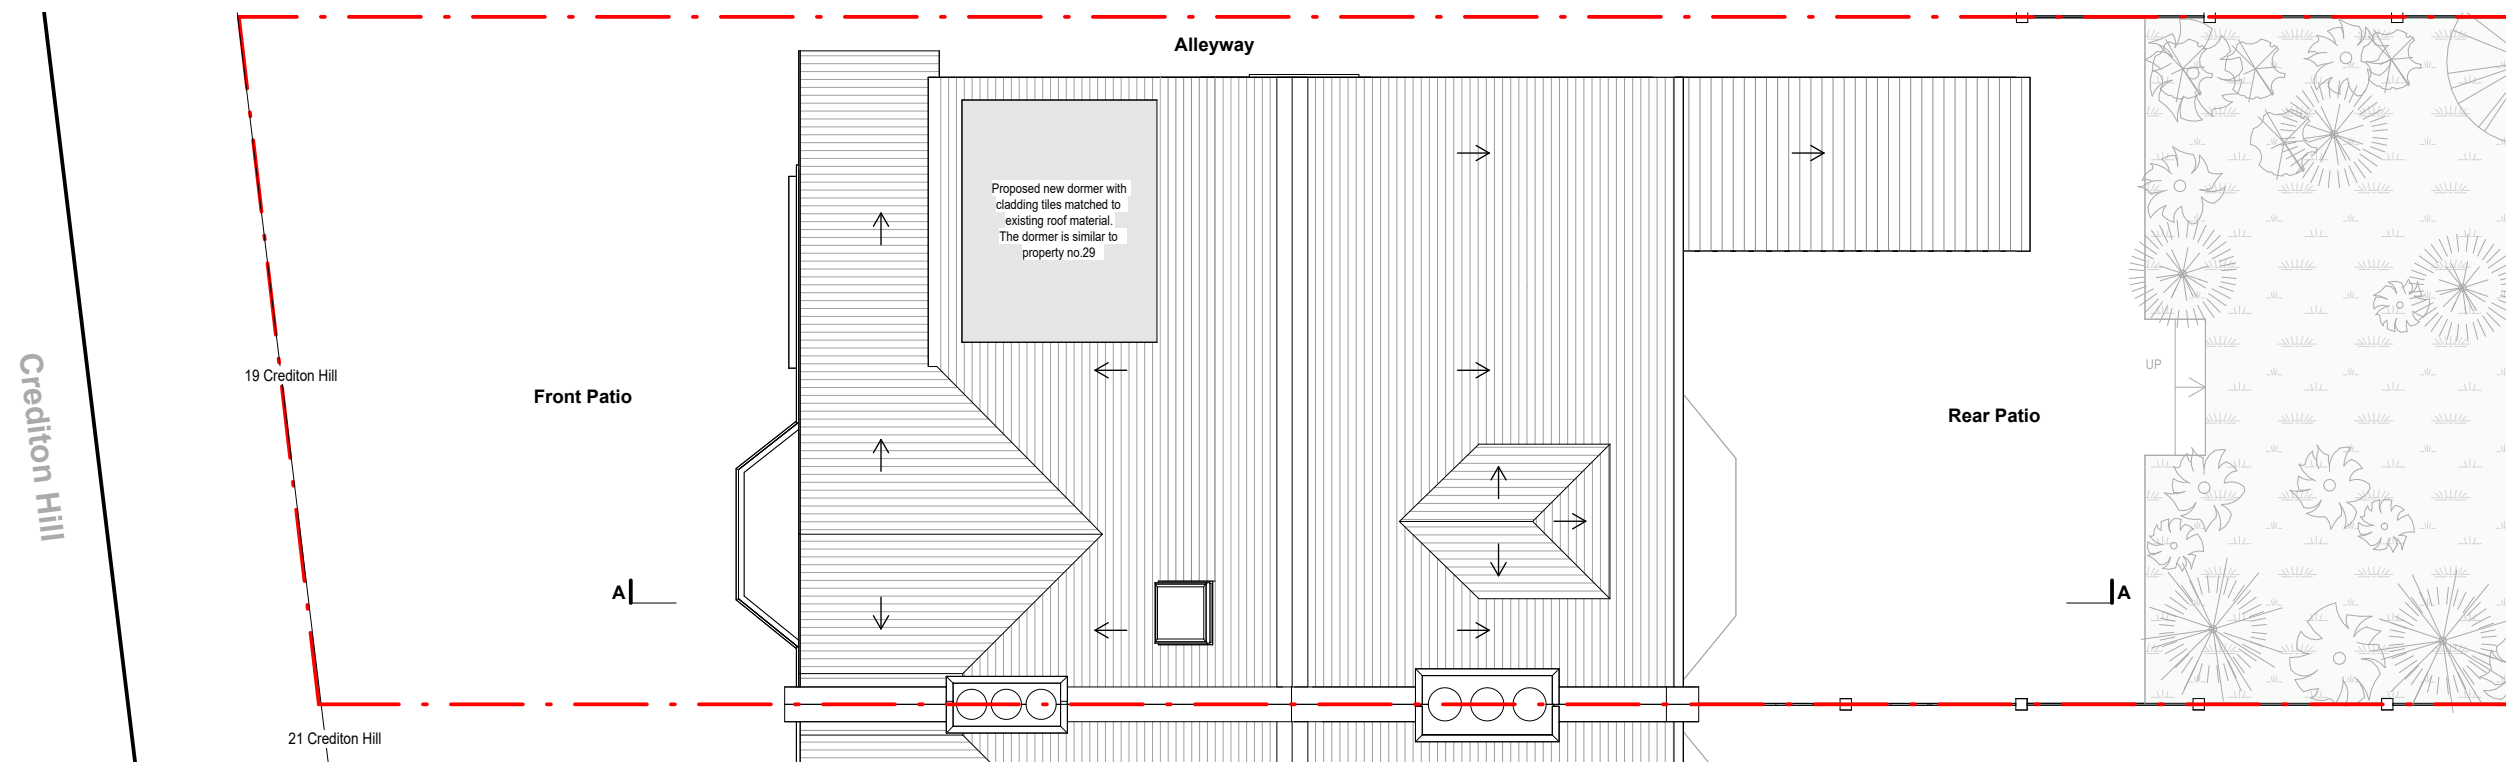 Alleyway
Proposed new dormer with
cladding tiles matched to
existing roof material.
The dormer is similar to
property no.29
Crediton Hill
19 Crediton Hill
Front Patio
Rear Patio
UP
A
A
21 Crediton Hill